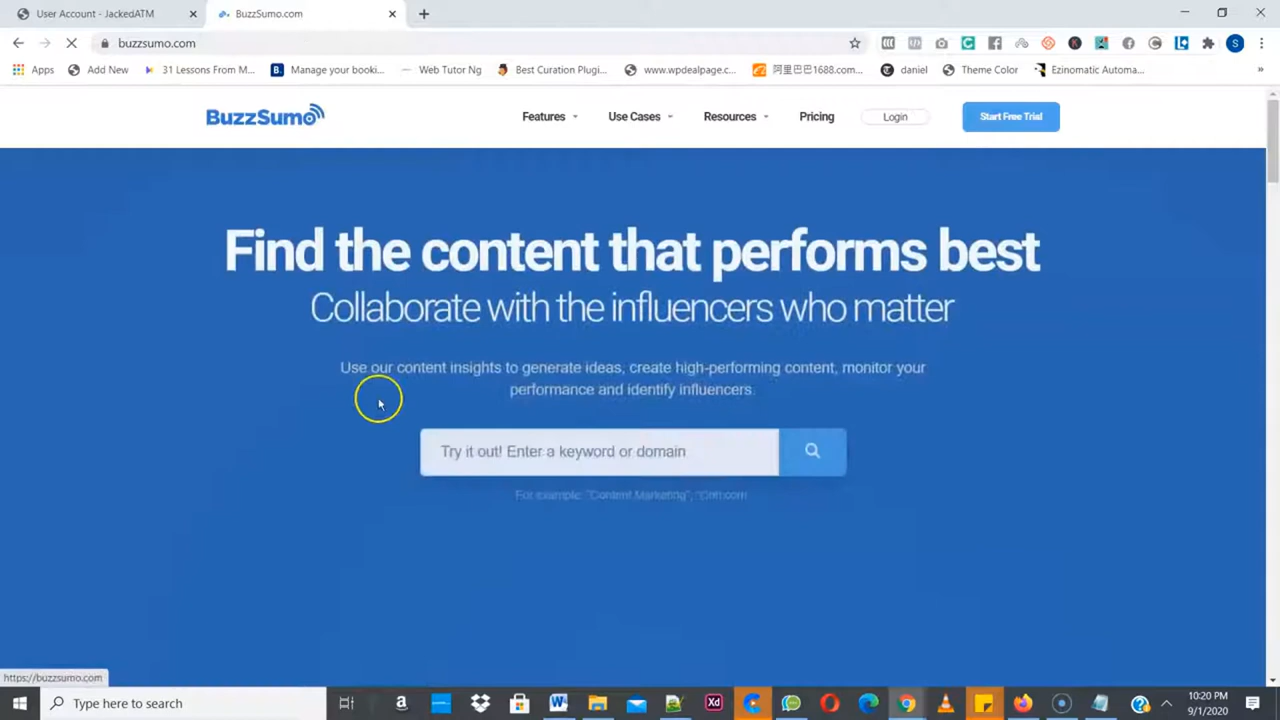 User Account - JackedATM
BuzzSumo.com
buzzsumo.com
Apps
Add New
31 Lessons From M...
Manage your booki...
Web Tutor Ng
Best Curation Plugi...
www.wpdealpage.c...
阿里巴巴1688.com...
daniel
Theme Color
Ezinomatic Automa...
»
BuzzSumo
Features
Use Cases
Resources
Pricing
Login
Start Free Trial
Find the content that performs best
Collaborate with the influencers who matter
Use our content insights to generate ideas, create high-performing content, monitor your
performance and identify influencers.
Try it out! Enter a keyword or domain
For example: "Content Marketing", "Cnn.com
https://buzzsumo.com
Type here to search
10:20 PM
9/1/2020